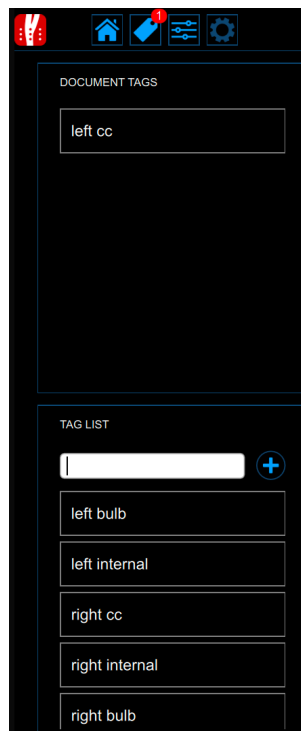 1
DOCUMENT TAGS
left cc
TAG LIST
left bulb
left internal
right cc
right internal
right bulb